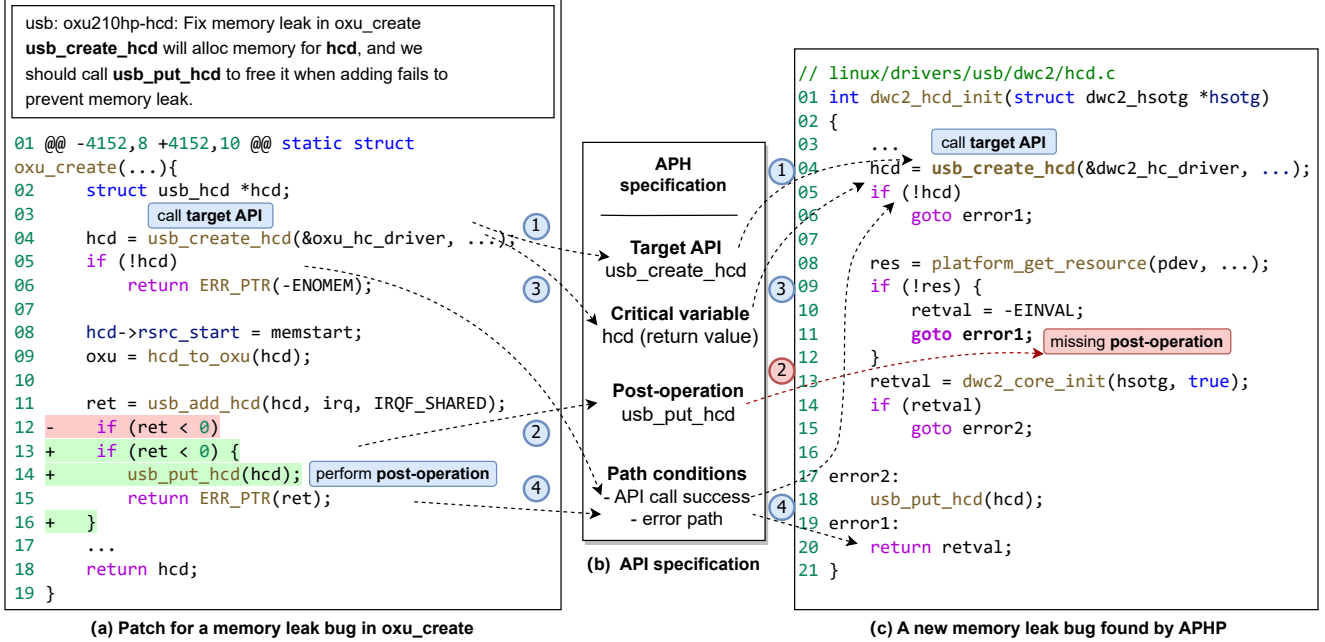 usb: oxu210hp-hcd: Fix memory leak in oxu_create
usb_create_hcd will alloc memory for hcd, and we
should call usb_put_hcd to free it when adding fails to
prevent memory leak.
01 @@ -4152,8 +4152,10 @@ static struct
oxu_create(...){
02 struct usb_hcd *hcd;
03
call target API
04 hcd = usb_create_hcd(&oxu_hc_driver, ...);
05 if (!hcd)
06 return ERR_PTR(-ENOMEM);
07
08 hcd->rsrc_start = memstart;
09 oxu = hcd_to_oxu(hcd);
10
11 ret = usb_add_hcd(hcd, irq, IRQF_SHARED);
12 - if (ret < 0)
13 + if (ret < 0) {
14 + usb_put_hcd(hcd); perform post-operation
15 return ERR_PTR(ret);
16 + }
17 ...
18 return hcd;
19 }
(a) Patch for a memory leak bug in oxu_create
1
3
2
4
APH
specification
Target API
usb_create_hcd
Critical variable
hcd (return value)
Post-operation
usb_put_hcd
Path conditions
- API call success
- error path
(b) API specification
1
3
2
4
// linux/drivers/usb/dwc2/hcd.c
01 int dwc2_hcd_init(struct dwc2_hsotg *hsotg)
02 {
03 ... call target API
04 hcd = usb_create_hcd(&dwc2_hc_driver, ...);
05 if (!hcd)
06 goto error1;
07
08 res = platform_get_resource(pdev, ...);
09 if (!res) {
10 retval = -EINVAL;
11 goto error1; missing post-operation
12 }
13 retval = dwc2_core_init(hsotg, true);
14 if (retval)
15 goto error2;
16
17 error2:
18 usb_put_hcd(hcd);
19 error1:
20 return retval;
21 }
(c) A new memory leak bug found by APHP